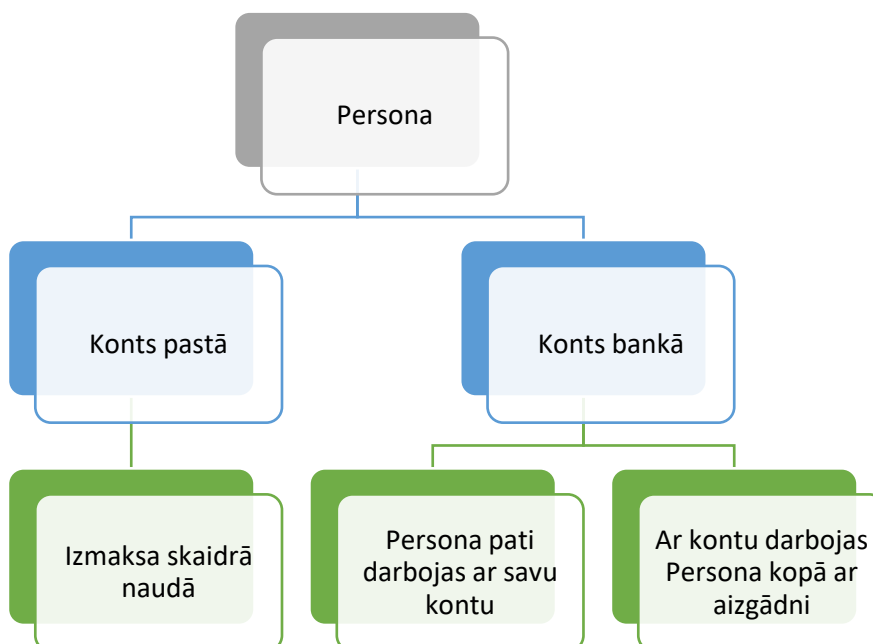 Persona
Konts pastā
Konts bankā
Izmaksa skaidrā
naudā
Persona pati
darbojas ar savu
kontu
Ar kontu darbojas
Persona kopā ar
aizgādni